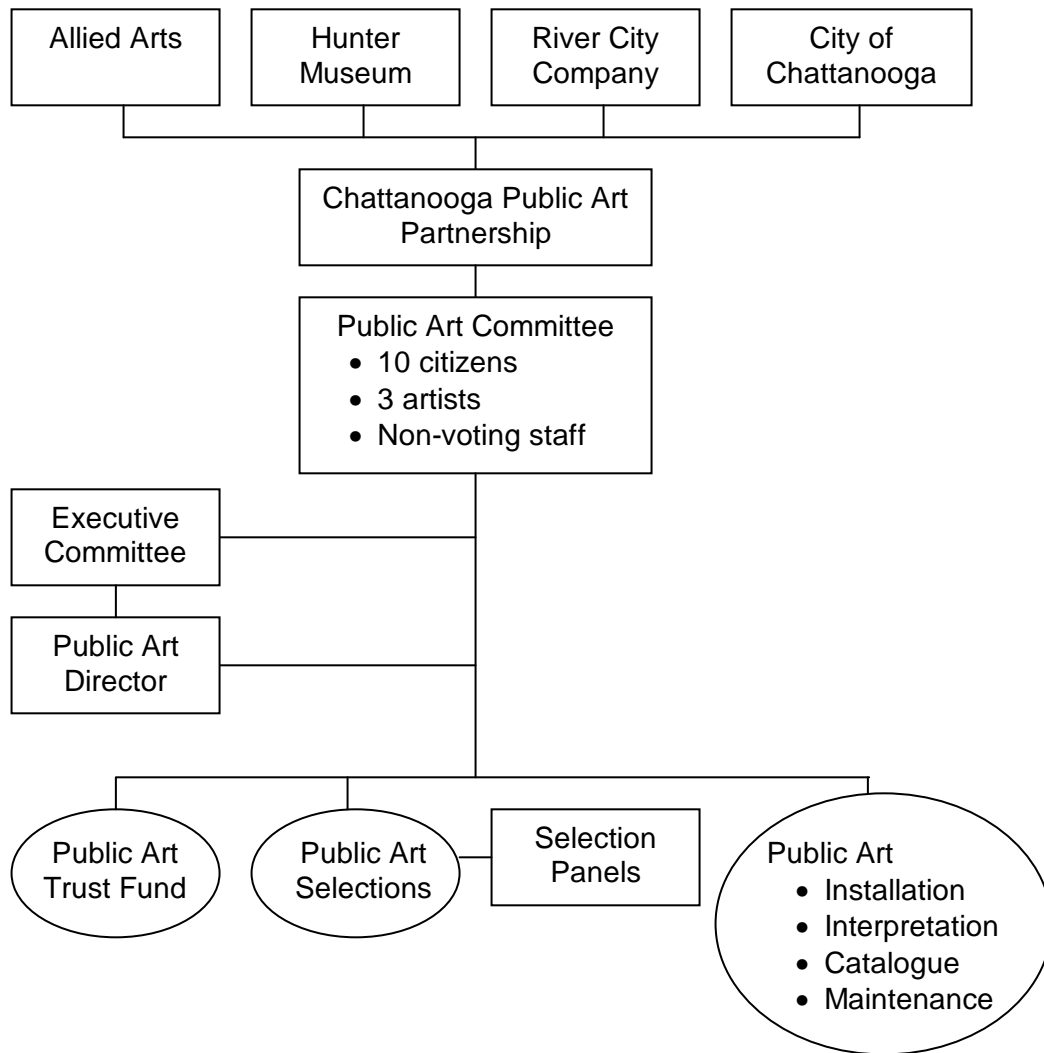 Allied Arts
Hunter
Museum
River City
Company
City of
Chattanooga
Chattanooga Public Art
Partnership
Public Art Committee
• 10 citizens
• 3 artists
• Non-voting staff
Executive
Committee
Public Art
Director
Public Art
Trust Fund
Public Art
Selections
Selection
Panels
Public Art
• Installation
• Interpretation
• Catalogue
• Maintenance